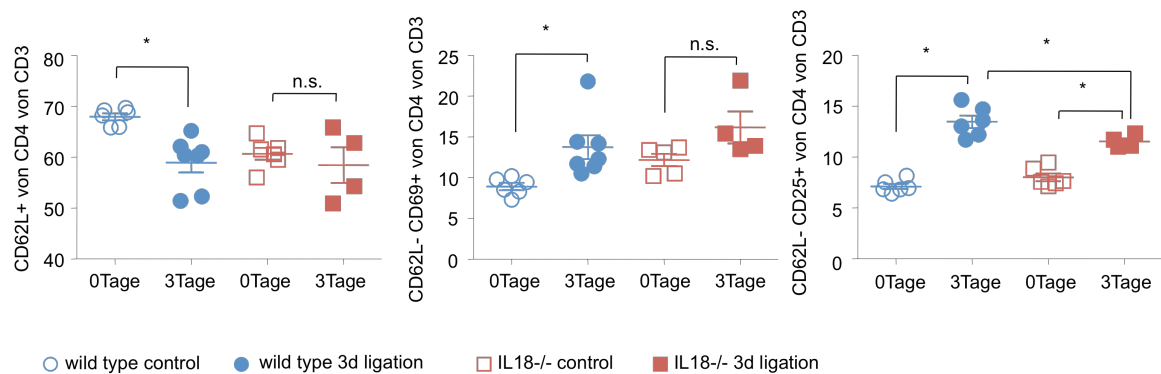 CD62L+ von CD4 von CD3
80
70
60
50
40
*
n.s.
0Tage 3Tage 0Tage 3Tage
CD62L- CD69+ von CD4 von CD3
25
20
15
10
5
0
*
n.s.
0Tage 3Tage 0Tage 3Tage
CD62L- CD25+ von CD4 von CD3
20
15
10
5
0
*
*
*
0Tage 3Tage 0Tage 3Tage
wild type control wild type 3d ligation IL18-/- control IL18-/- 3d ligation